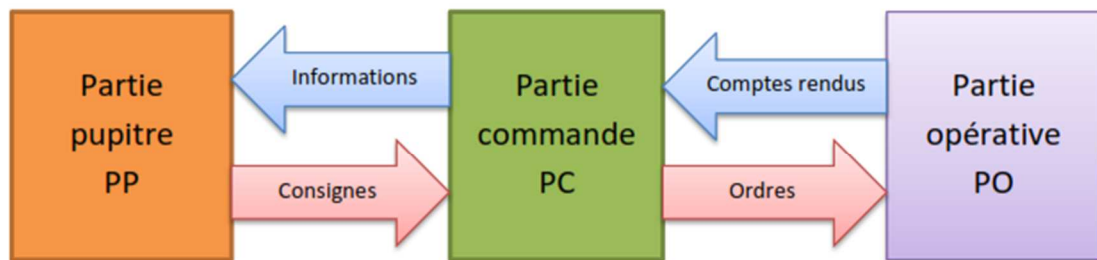 Partie
pupitre
PP
Informations
Consignes
Partie
commande
PC
Comptes rendus
Ordres
Partie
opérative
PO